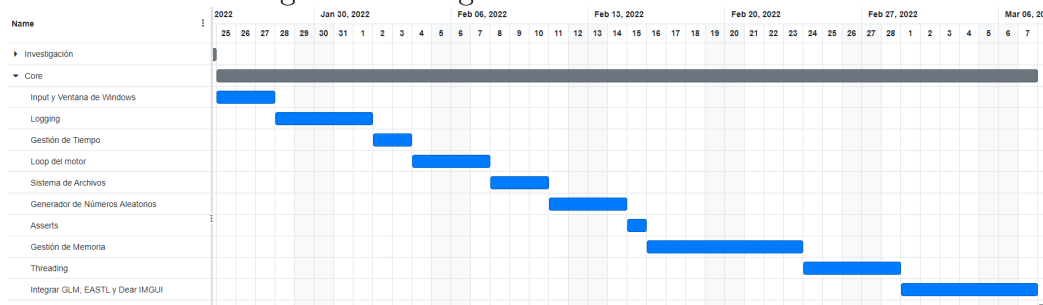 2022 Jan 30, 2022 Feb 06, 2022 Feb 13, 2022 Feb 20, 2022 Feb 27, 2022 Mar 06, 20
Name
25 26 27 28 29 30 31 1 2 3 4 5 6 7 8 9 10 11 12 13 14 15 16 17 18 19 20 21 22 23 24 25 26 27 28 1 2 3 4 5 6 7
Investigación
Core
Input y Ventana de Windows
Logging
Gestión de Tiempo
Loop del motor
Sistema de Archivos
Generador de Números Aleatorios
Asserts
Gestión de Memoria
Threading
Integrar GLM, EASTL y Dear IMGUI